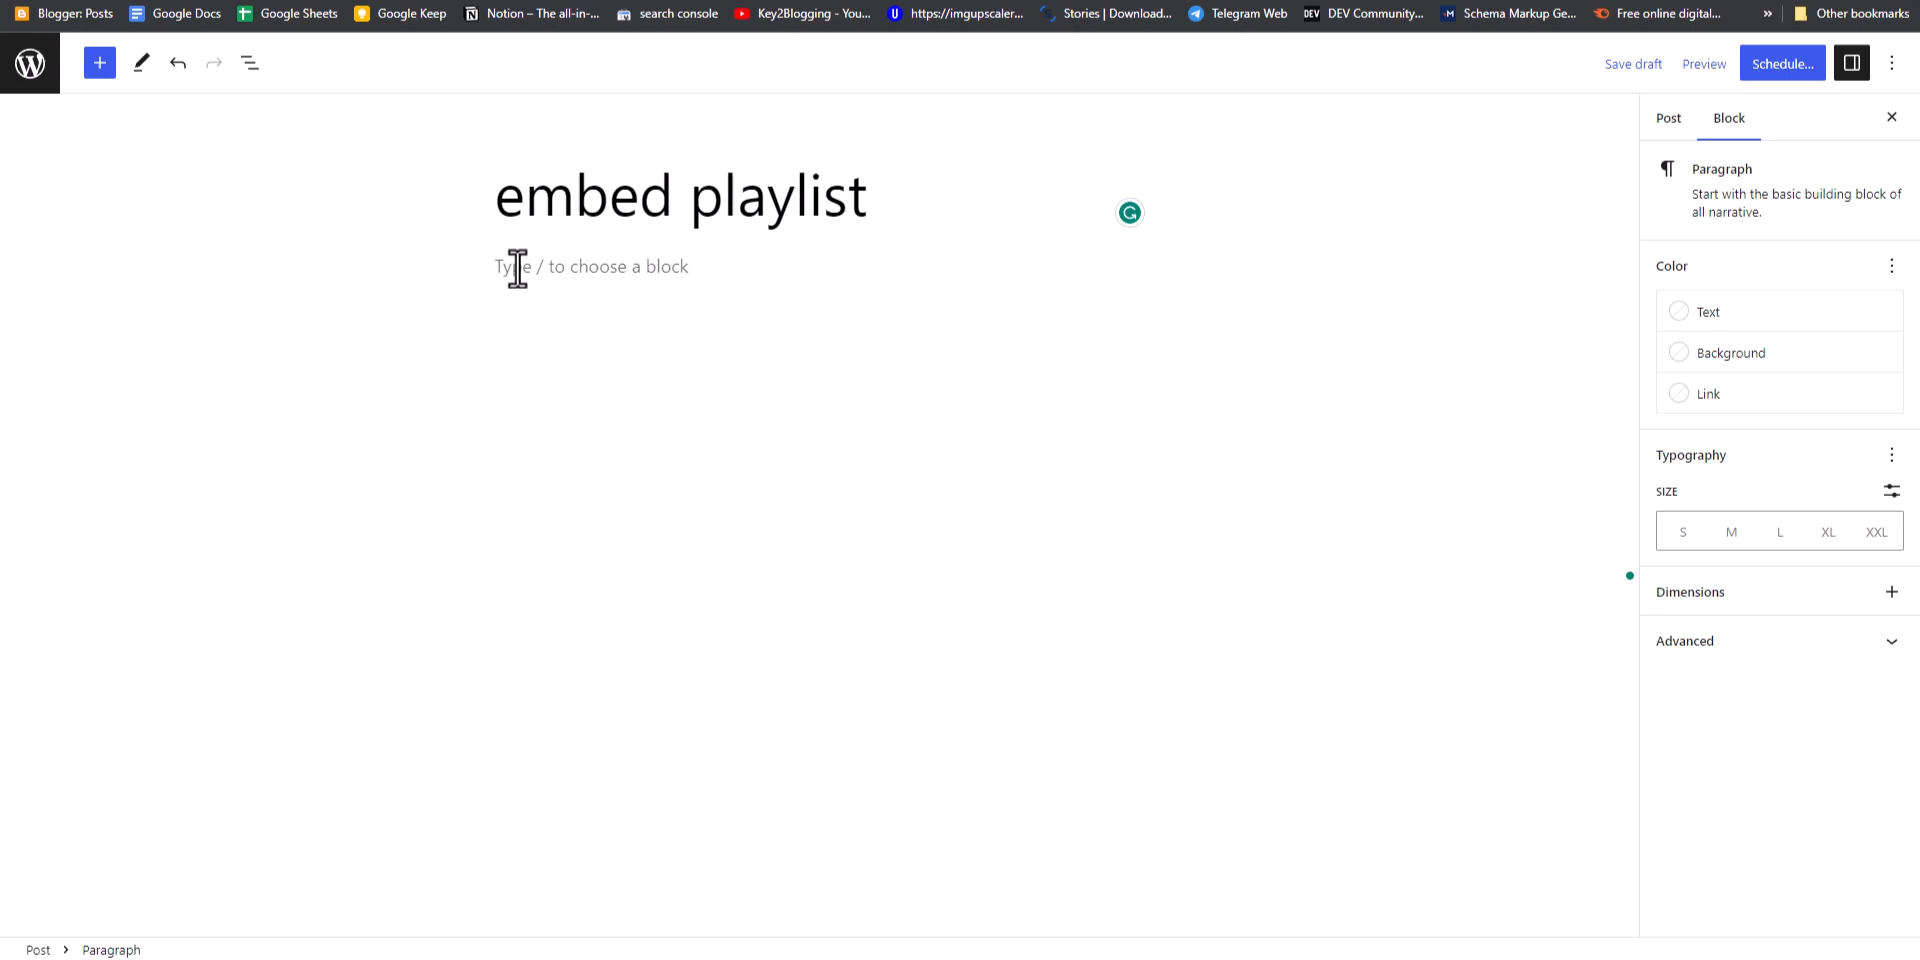 Blogger: Posts Google Docs Google Sheets Google Keep Notion – The all-in-... search console Key2Blogging - You... https://imgupscaler... Stories | Download... Telegram Web DEV Community... Schema Markup Ge... Free online digital... » Other bookmarks
Save draft Preview Schedule...
Post Block
embed playlist
Type / to choose a block
Paragraph
Start with the basic building block of
all narrative.
Color
Text
Background
Link
Typography
SIZE
S M L XL XXL
Dimensions
Advanced
Post > Paragraph